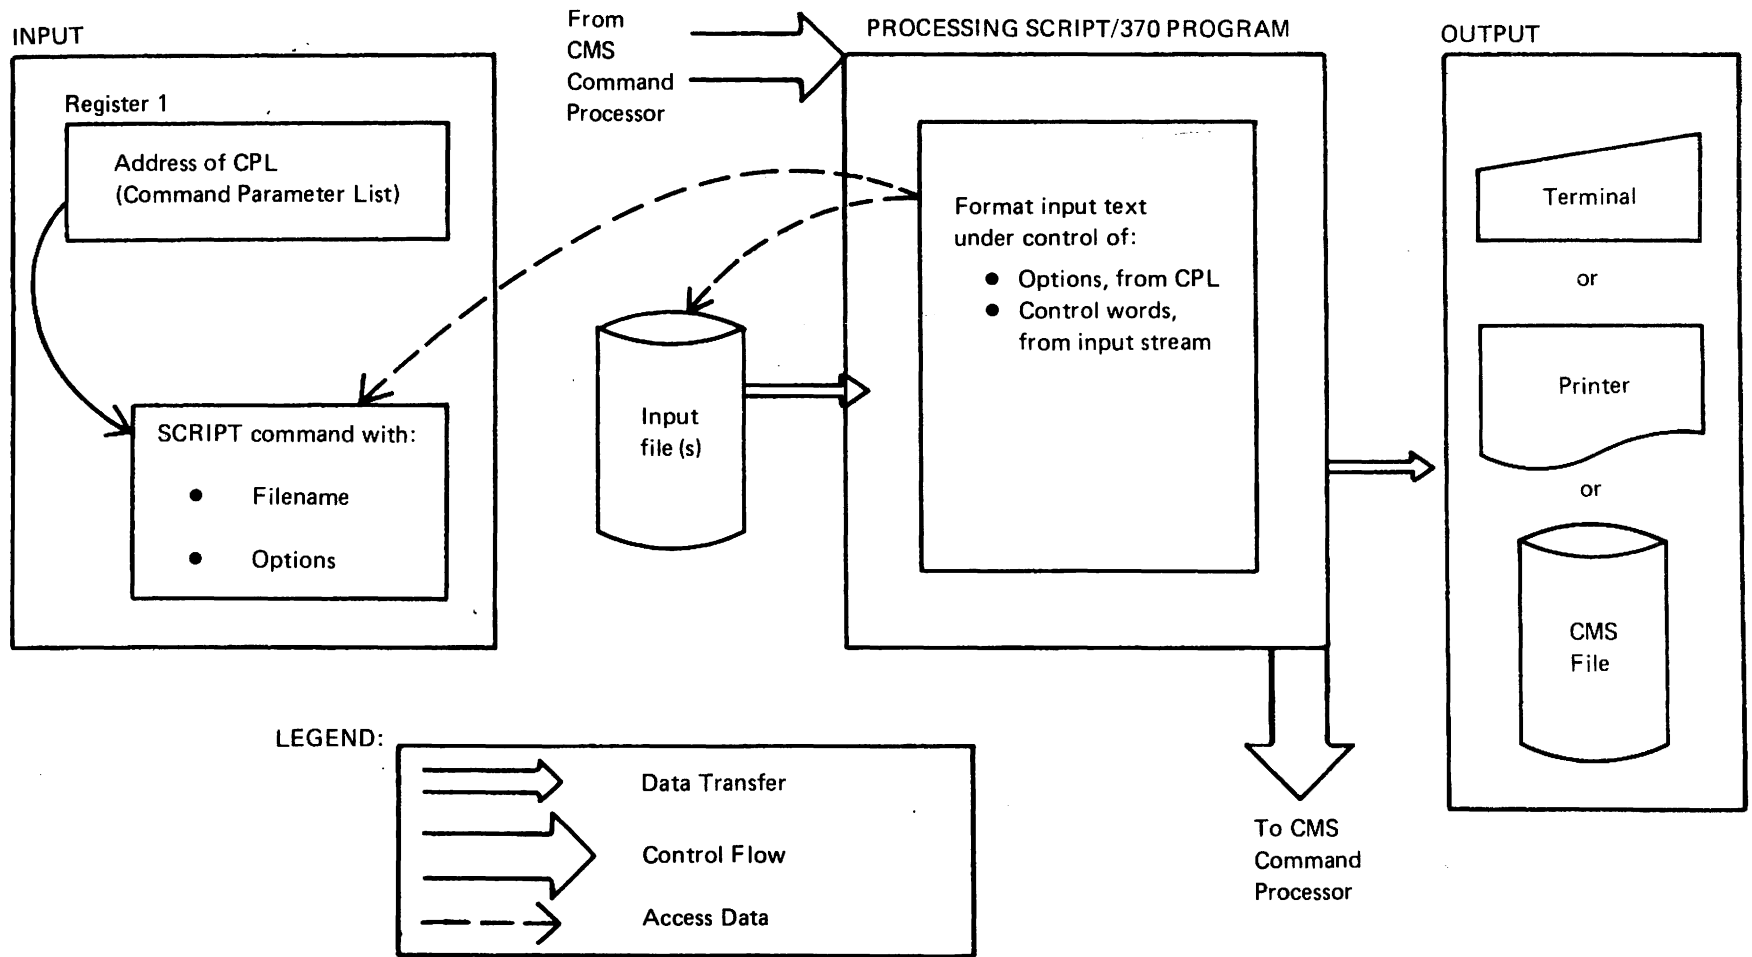 INPUT
Register 1
Address of CPL
(Command Parameter List)
SCRIPT command with:
● Filename
● Options
From
CMS
Command
Processor
Input
file (s)
PROCESSING SCRIPT/370 PROGRAM
Format input text
under control of:
● Options, from CPL
● Control words,
from input stream
To CMS
Command
Processor
OUTPUT
Terminal
or
Printer
or
CMS
File
LEGEND:
Data Transfer
Control Flow
Access Data